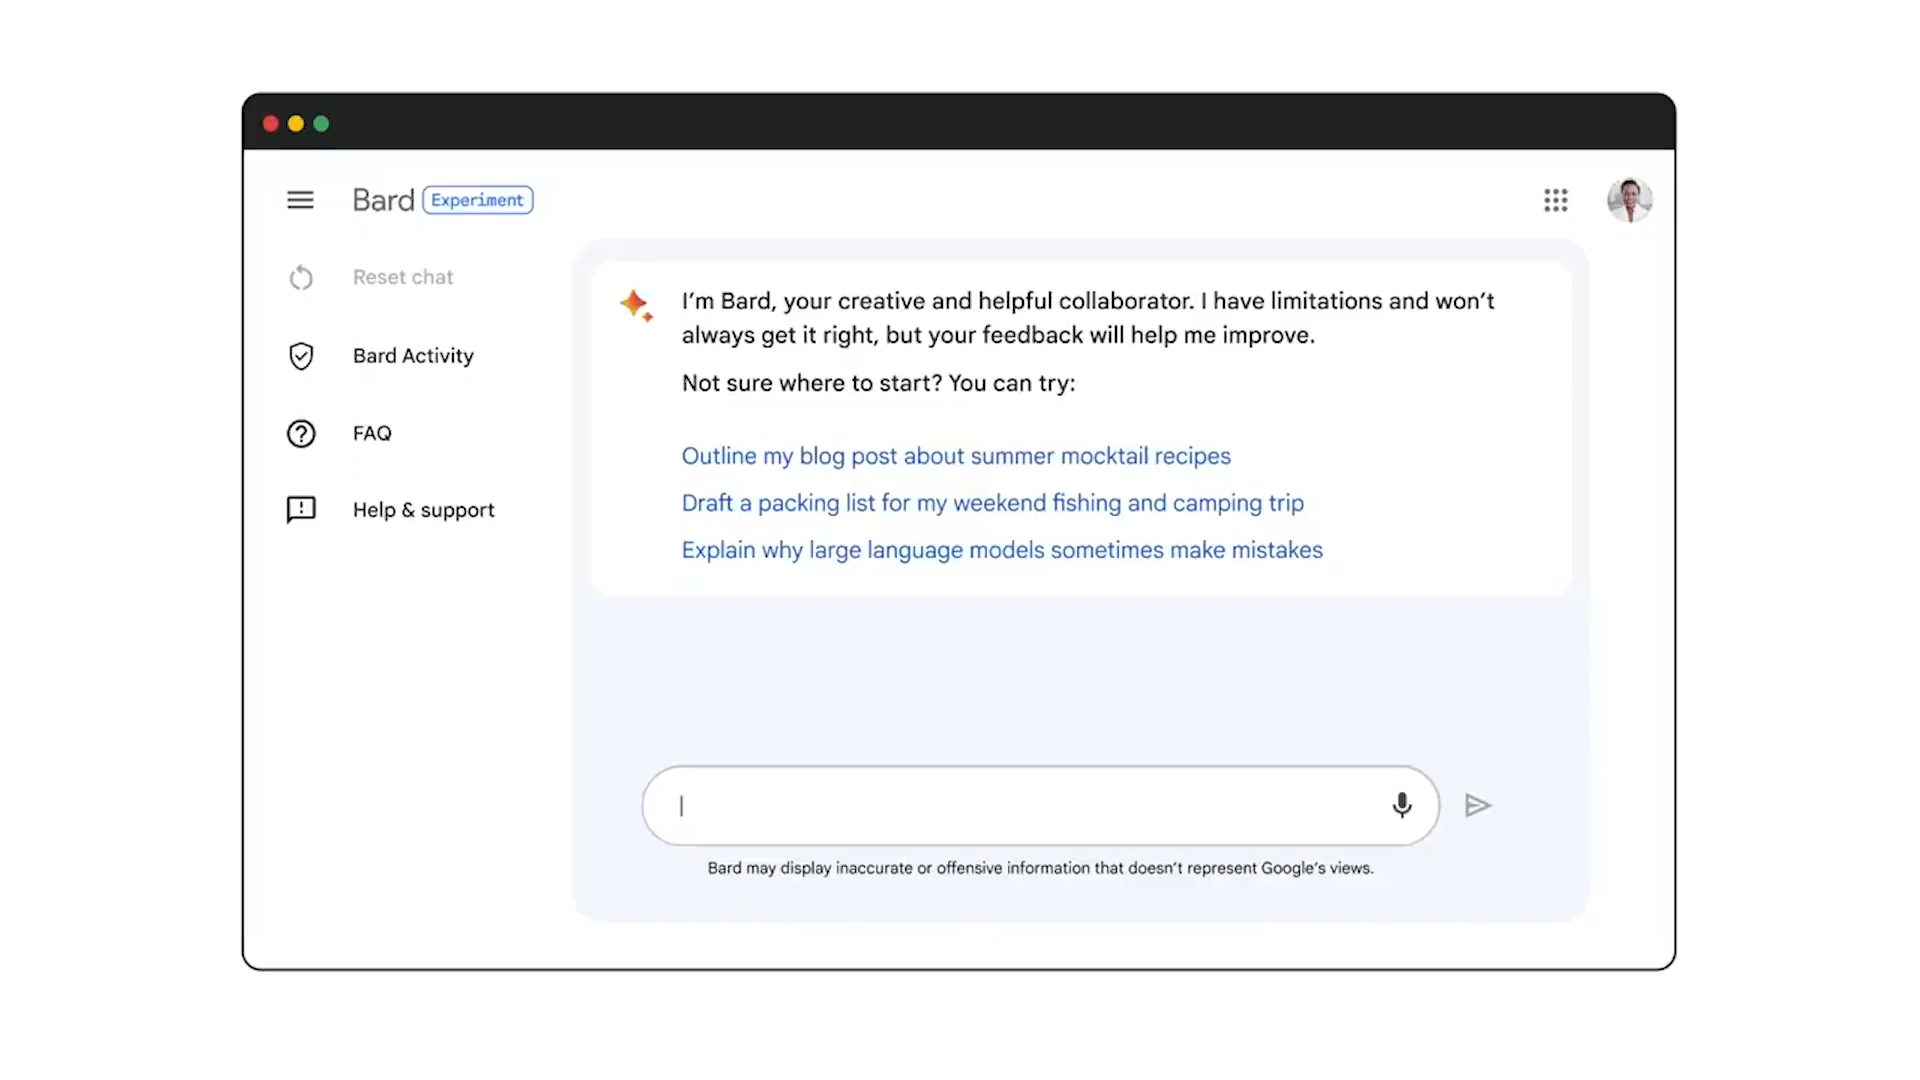 Bard Experiment
Reset chat
Bard Activity
FAQ
Help & support
I’m Bard, your creative and helpful collaborator. I have limitations and won’t
always get it right, but your feedback will help me improve.
Not sure where to start? You can try:
Outline my blog post about summer mocktail recipes
Draft a packing list for my weekend fishing and camping trip
Explain why large language models sometimes make mistakes
Bard may display inaccurate or offensive information that doesn’t represent Google’s views.